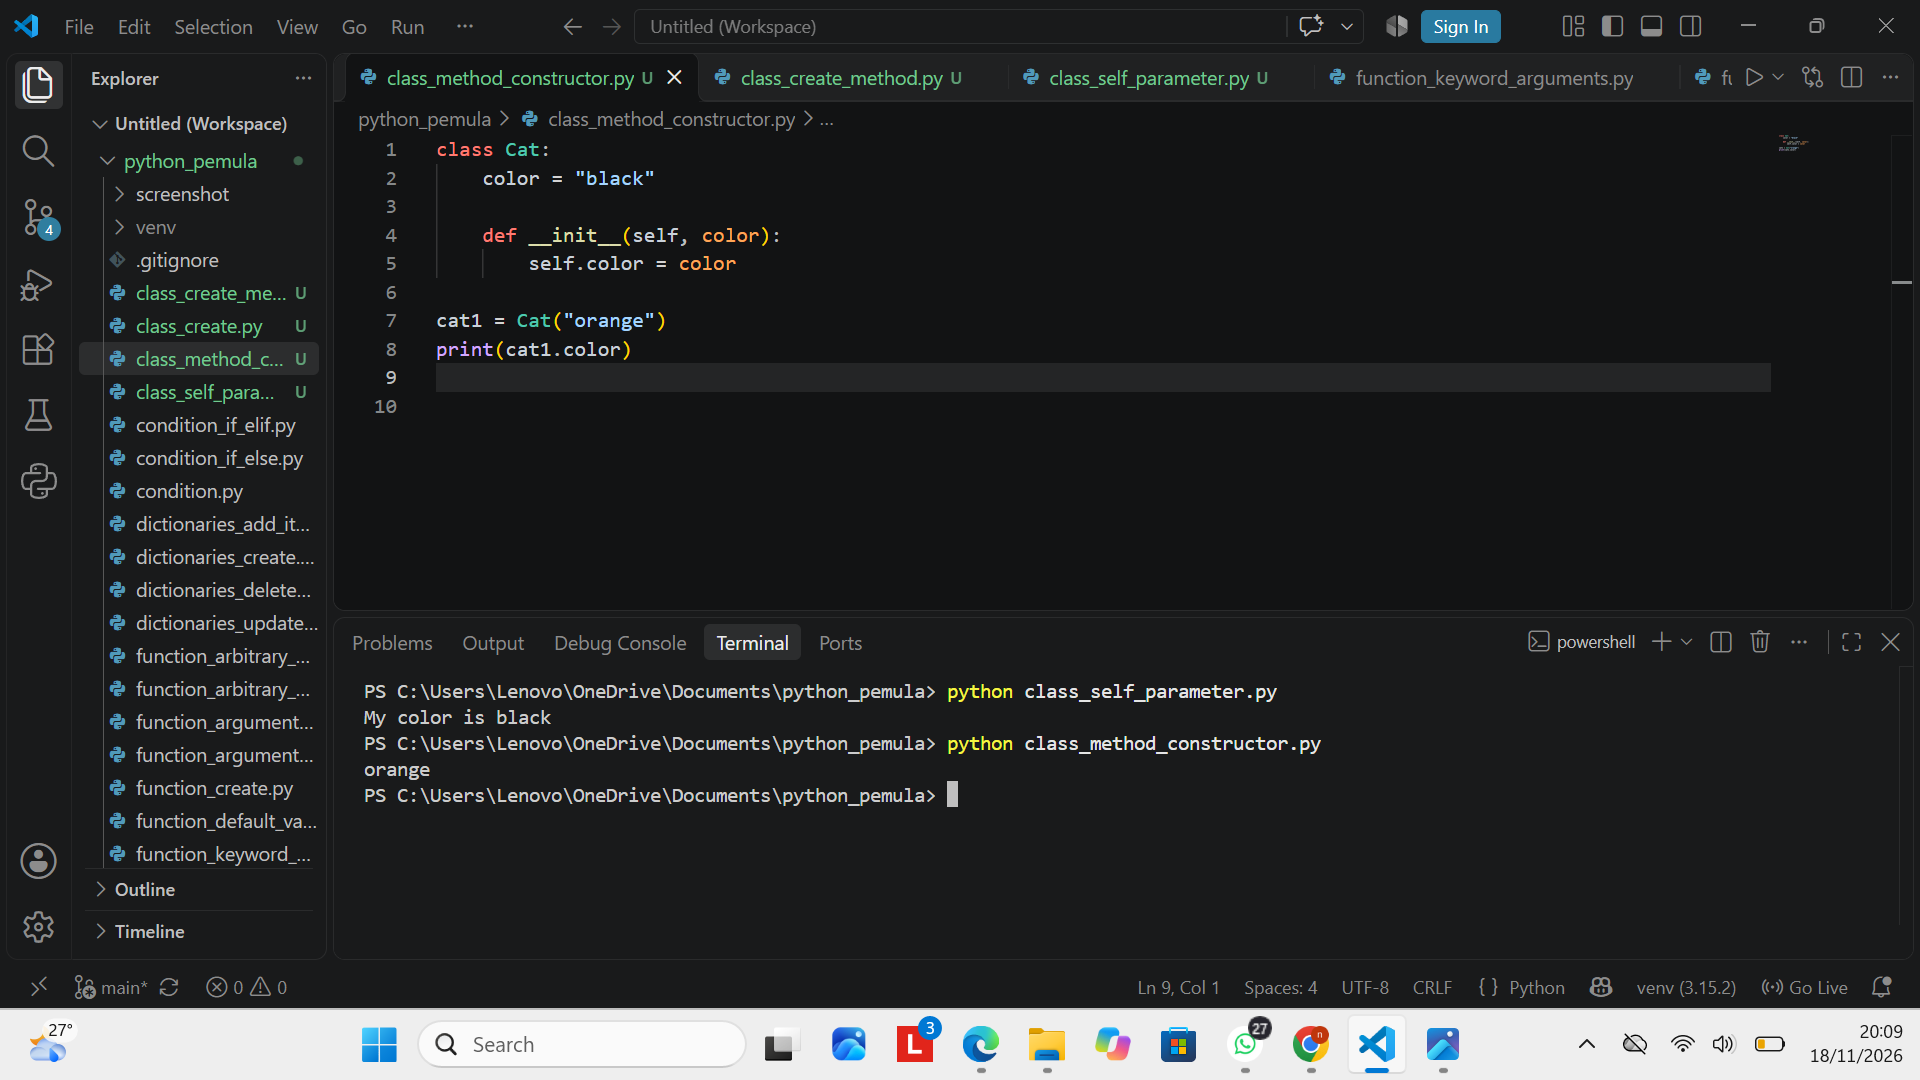 File Edit Selection View Go Run ··· Untitled (Workspace) Sign In
Explorer ···
Untitled (Workspace)
python_pemula
screenshot
venv
.gitignore
class_create_me... U
class_create.py U
class_method_c... U
class_self_para... U
condition_if_elif.py
condition_if_else.py
condition.py
dictionaries_add_it...
dictionaries_create....
dictionaries_delete...
dictionaries_update...
function_arbitrary_...
function_arbitrary_...
function_argument...
function_argument...
function_create.py
function_default_va...
function_keyword_...
Outline
Timeline
4
class_method_constructor.py U class_create_method.py U class_self_parameter.py U function_keyword_arguments.py fu
python_pemula > class_method_constructor.py > ...
1 class Cat:
2     color = "black"
3
4     def __init__(self, color):
5         self.color = color
6
7 cat1 = Cat("orange")
8 print(cat1.color)
9
10
Problems Output Debug Console Terminal Ports powershell
PS C:\Users\Lenovo\OneDrive\Documents\python_pemula> python class_self_parameter.py
My color is black
PS C:\Users\Lenovo\OneDrive\Documents\python_pemula> python class_method_constructor.py
orange
PS C:\Users\Lenovo\OneDrive\Documents\python_pemula>
main* 0 0 Ln 9, Col 1 Spaces: 4 UTF-8 CRLF { } Python venv (3.15.2) Go Live
27° Search L 3 27 n 20:09
18/11/2026